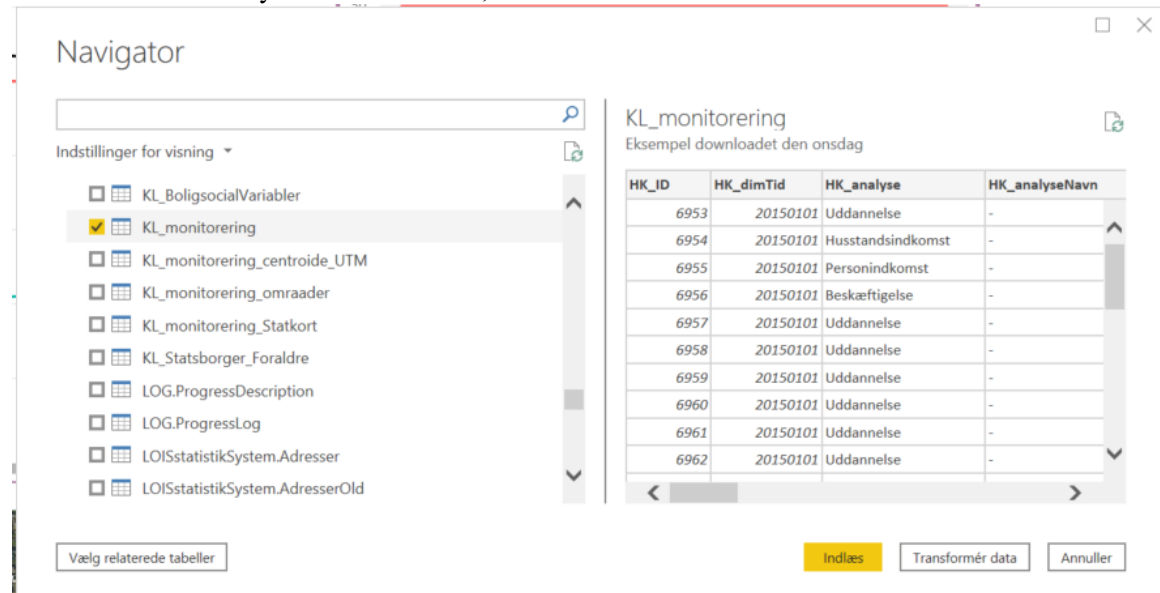 Navigator
Indstillinger for visning
KL_BoligsocialVariabler
KL_monitorering
KL_monitorering_centroide_UTM
KL_monitorering_omraader
KL_monitorering_Statkort
KL_Statsborger_Foraldre
LOG.ProgressDescription
LOG.ProgressLog
LOISstatistikSystem.Adresser
LOISstatistikSystem.AdresserOld
KL_monitorering
Eksempel downloadet den onsdag
HK_ID HK_dimTid HK_analyse HK_analyseNavn
6953 20150101 Uddannelse -
6954 20150101 Husstandsindkomst -
6955 20150101 Personindkomst -
6956 20150101 Beskæftigelse -
6957 20150101 Uddannelse -
6958 20150101 Uddannelse -
6959 20150101 Uddannelse -
6960 20150101 Uddannelse -
6961 20150101 Uddannelse -
6962 20150101 Uddannelse -
Vælg relaterede tabeller
Indlæs Transformér data Annuller